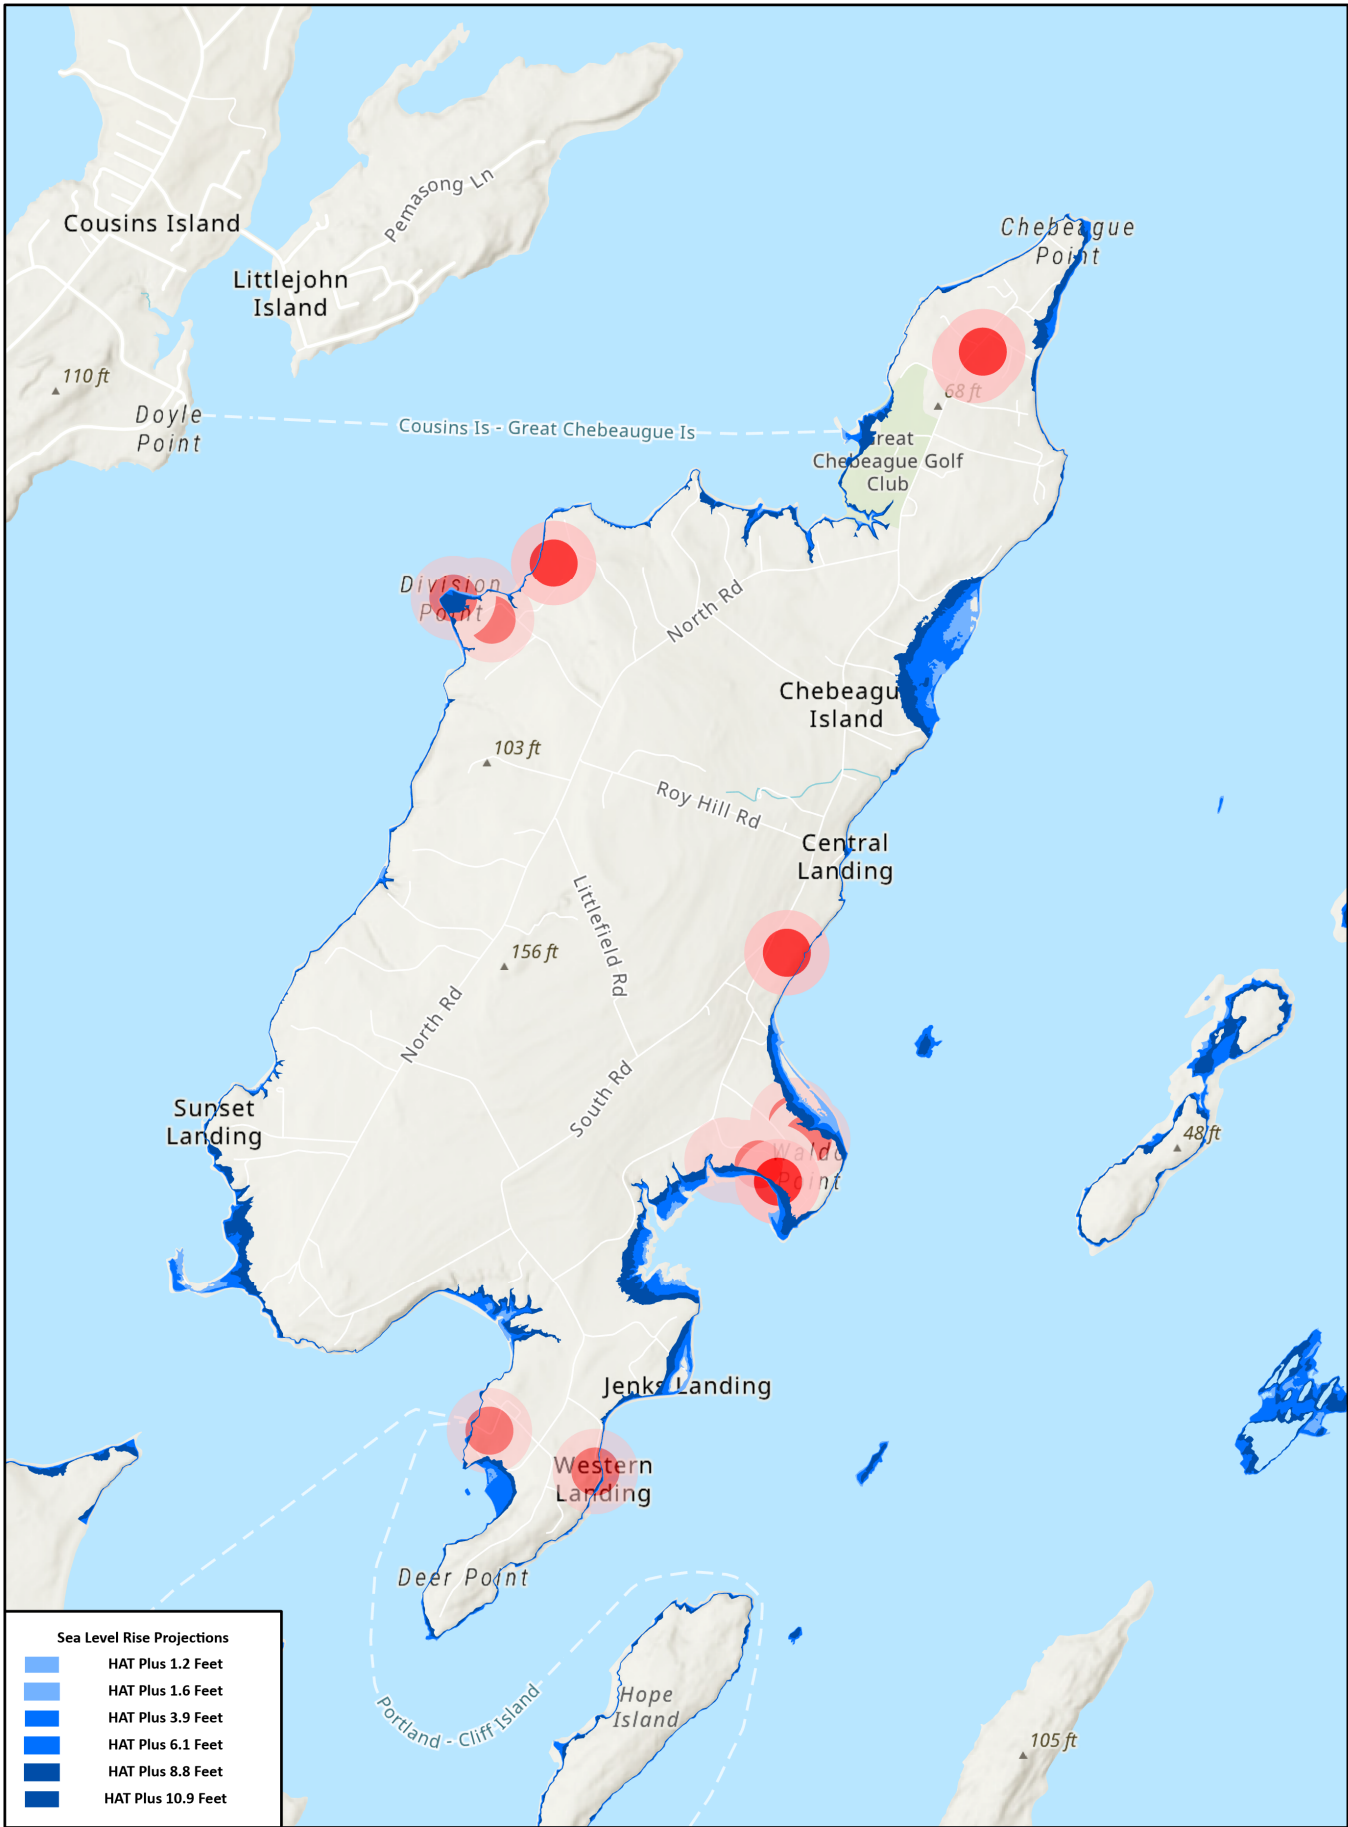 Pemasong Ln
Cousins Island
Littlejohn
Island
Chebeague
Point
110 ft
Doyle
Point
Cousins Is - Great Chebeaugue Is
68 ft
Great
Chebeague Golf
Club
Division
Point
North Rd
Chebeagu
Island
103 ft
Roy Hill Rd
Central
Landing
Littlefield Rd
156 ft
North Rd
South Rd
Sunset
Landing
Waldo
Point
48 ft
Jenks Landing
Western
Landing
Deer Point
Portland - Cliff Island
Hope
Island
105 ft
Sea Level Rise Projections
HAT Plus 1.2 Feet
HAT Plus 1.6 Feet
HAT Plus 3.9 Feet
HAT Plus 6.1 Feet
HAT Plus 8.8 Feet
HAT Plus 10.9 Feet